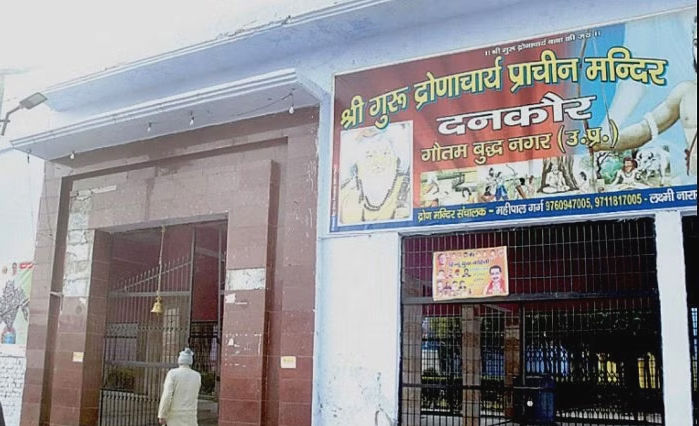 ।। श्री गुरू द्रोणाचार्य बाबा की जय ।।
श्री गुरू द्रोणाचार्य प्राचीन मन्दिर
दनकौर
गौतम बुद्ध नगर (उ.प्र.)
द्रोण मन्दिर संचालक – महीपाल गर्ग 9760947005, 9711817005 - लक्ष्मी नारा